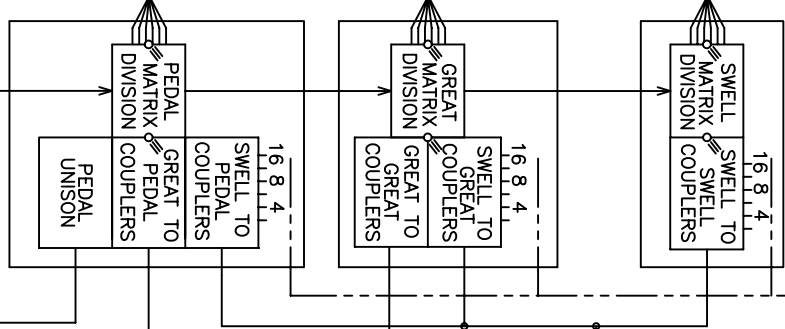 PEDAL
MATRIX
DIVISION
GREAT
MATRIX
DIVISION
SWELL
MATRIX
DIVISION
PEDAL
UNISON
GREAT TO
PEDAL
COUPLERS
SWELL TO
PEDAL
COUPLERS
16 8 4
GREAT TO
GREAT
COUPLERS
SWELL TO
GREAT
COUPLERS
16 8 4
SWELL TO
SWELL
COUPLERS
16 8 4